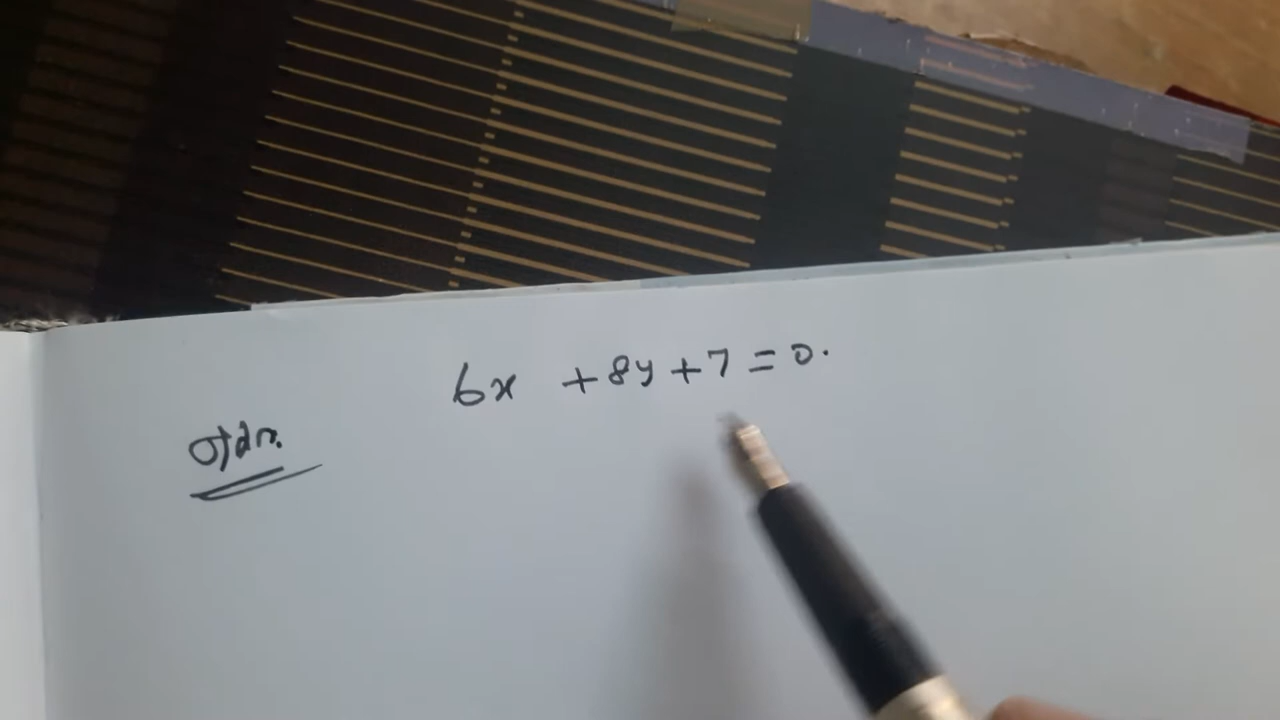 6x + 8y + 7 = 0.